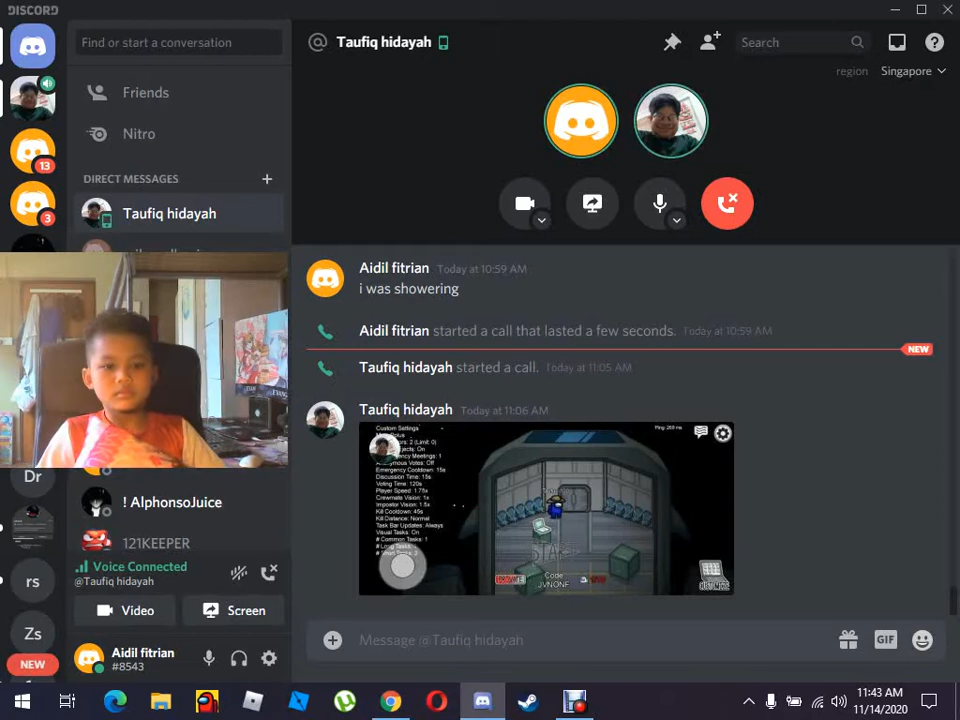 DISCORD
Find or start a conversation
Taufiq hidayah
Search
region Singapore
Friends
Nitro
13
3
DIRECT MESSAGES
Taufiq hidayah
Aidil fitrian Today at 10:59 AM
i was showering
Aidil fitrian started a call that lasted a few seconds. Today at 10:59 AM
NEW
Taufiq hidayah started a call. Today at 11:05 AM
Taufiq hidayah Today at 11:06 AM
Custom Settings
Emergency Cooldown: 15s
Discussion Time: 15s
Voting Time: 120s
Player Speed: 1.75x
Crewmate Vision: 1x
Impostor Vision: 1.5x
Kill Cooldown: 45s
Kill Distance: Normal
Task Bar Updates: Always
Visual Tasks: On
# Common Tasks: 1
START
Code
JVNONF
Dr
! AlphonsoJuice
121KEEPER
Voice Connected
@Taufiq hidayah
rs
Video
Screen
Zs
NEW
Aidil fitrian
#8543
Message @Taufiq hidayah
GIF
11:43 AM
11/14/2020